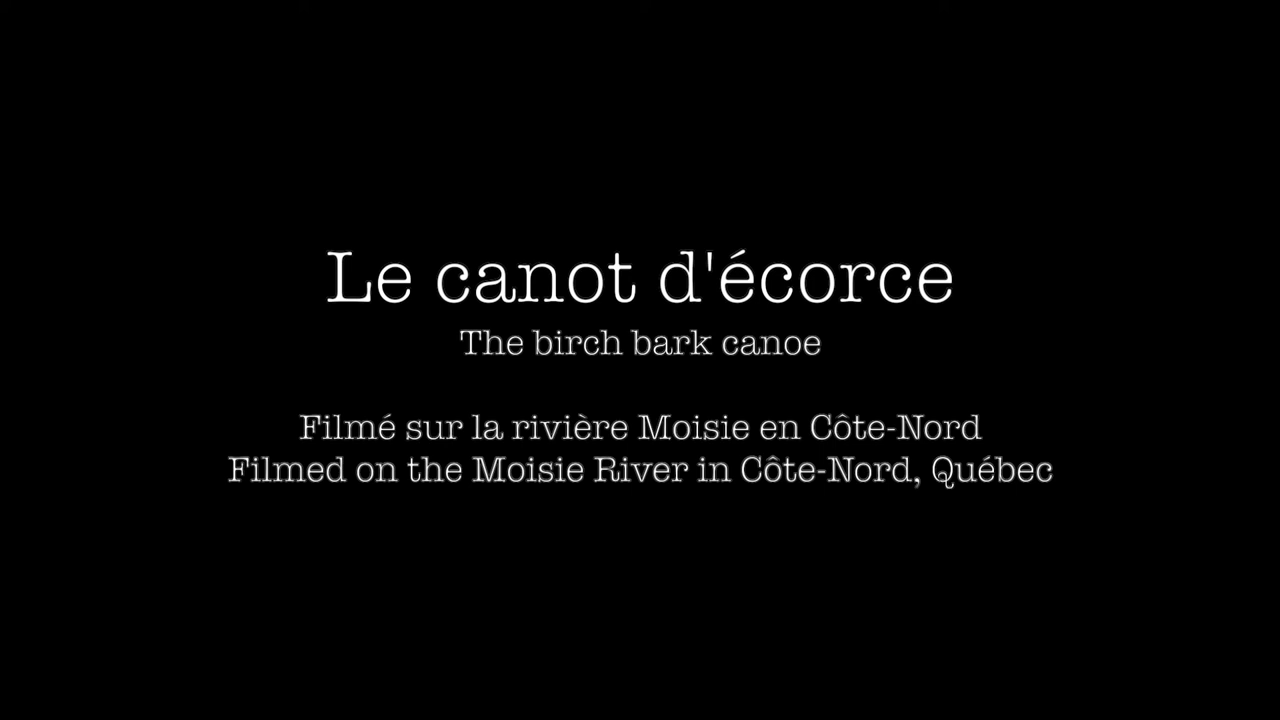 Le canot d'écorce
The birch bark canoe
Filmé sur la rivière Moisie en Côte-Nord
Filmed on the Moisie River in Côte-Nord, Québec